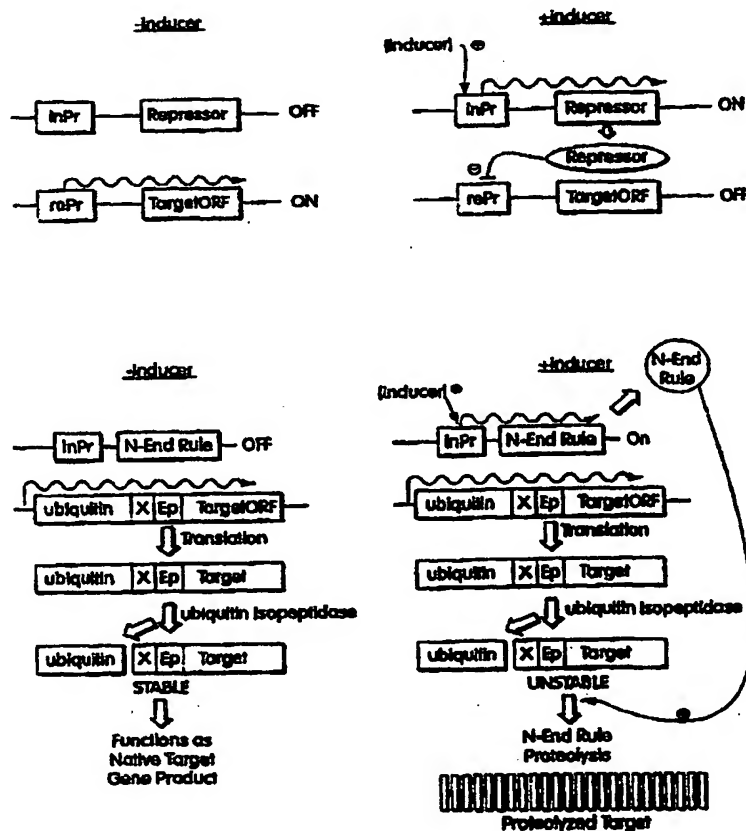 -Inducer
InPr
Repressor
OFF
rePr
TargetORF
ON
+Inducer
(Inducer) ⊕
InPr
Repressor
ON
Repressor
⊖
rePr
TargetORF
OFF
-Inducer
InPr
N-End Rule
OFF
ubiquitin X Ep TargetORF
Translation
ubiquitin X Ep Target
ubiquitin Isopeptidase
ubiquitin X Ep Target
STABLE
Functions as
Native Target
Gene Product
+Inducer
N-End
Rule
(Inducer)
InPr
N-End Rule
On
ubiquitin X Ep TargetORF
Translation
ubiquitin X Ep Target
ubiquitin Isopeptidase
ubiquitin X Ep Target
UNSTABLE
N-End Rule
Proteolysis
Proteolyzed Target